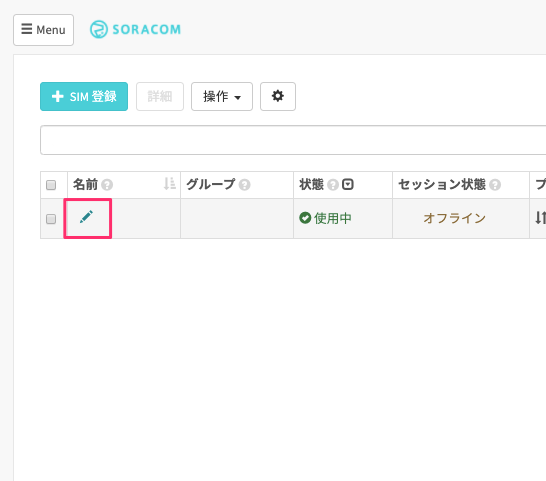 Menu SORACOM
SIM 登録 詳細 操作
名前 グループ 状態 セッション状態
使用中 オフライン